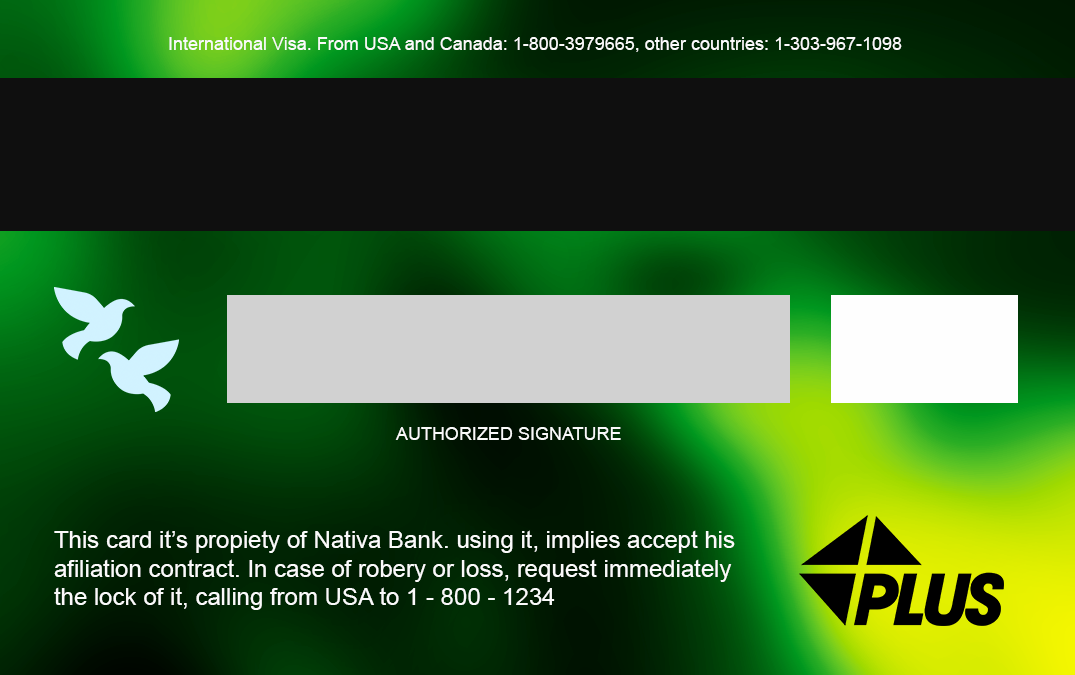 International Visa. From USA and Canada: 1-800-3979665, other countries: 1-303-967-1098
AUTHORIZED SIGNATURE
This card it’s propiety of Nativa Bank. using it, implies accept his
afiliation contract. In case of robery or loss, request immediately
the lock of it, calling from USA to 1 - 800 - 1234
PLUS